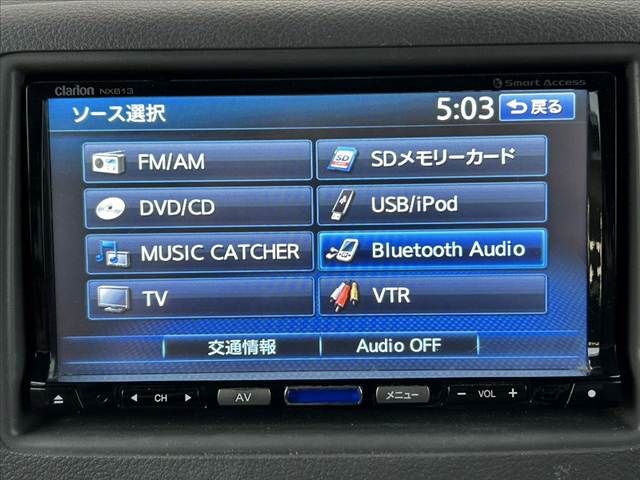 clarion NX613
Smart Access
ソース選択
5:03
戻る
FM/AM
SD
SDメモリーカード
DVD/CD
USB/iPod
MUSIC CATCHER
Bluetooth Audio
TV
VTR
交通情報
Audio OFF
CH
AV
メニュー
− VOL +